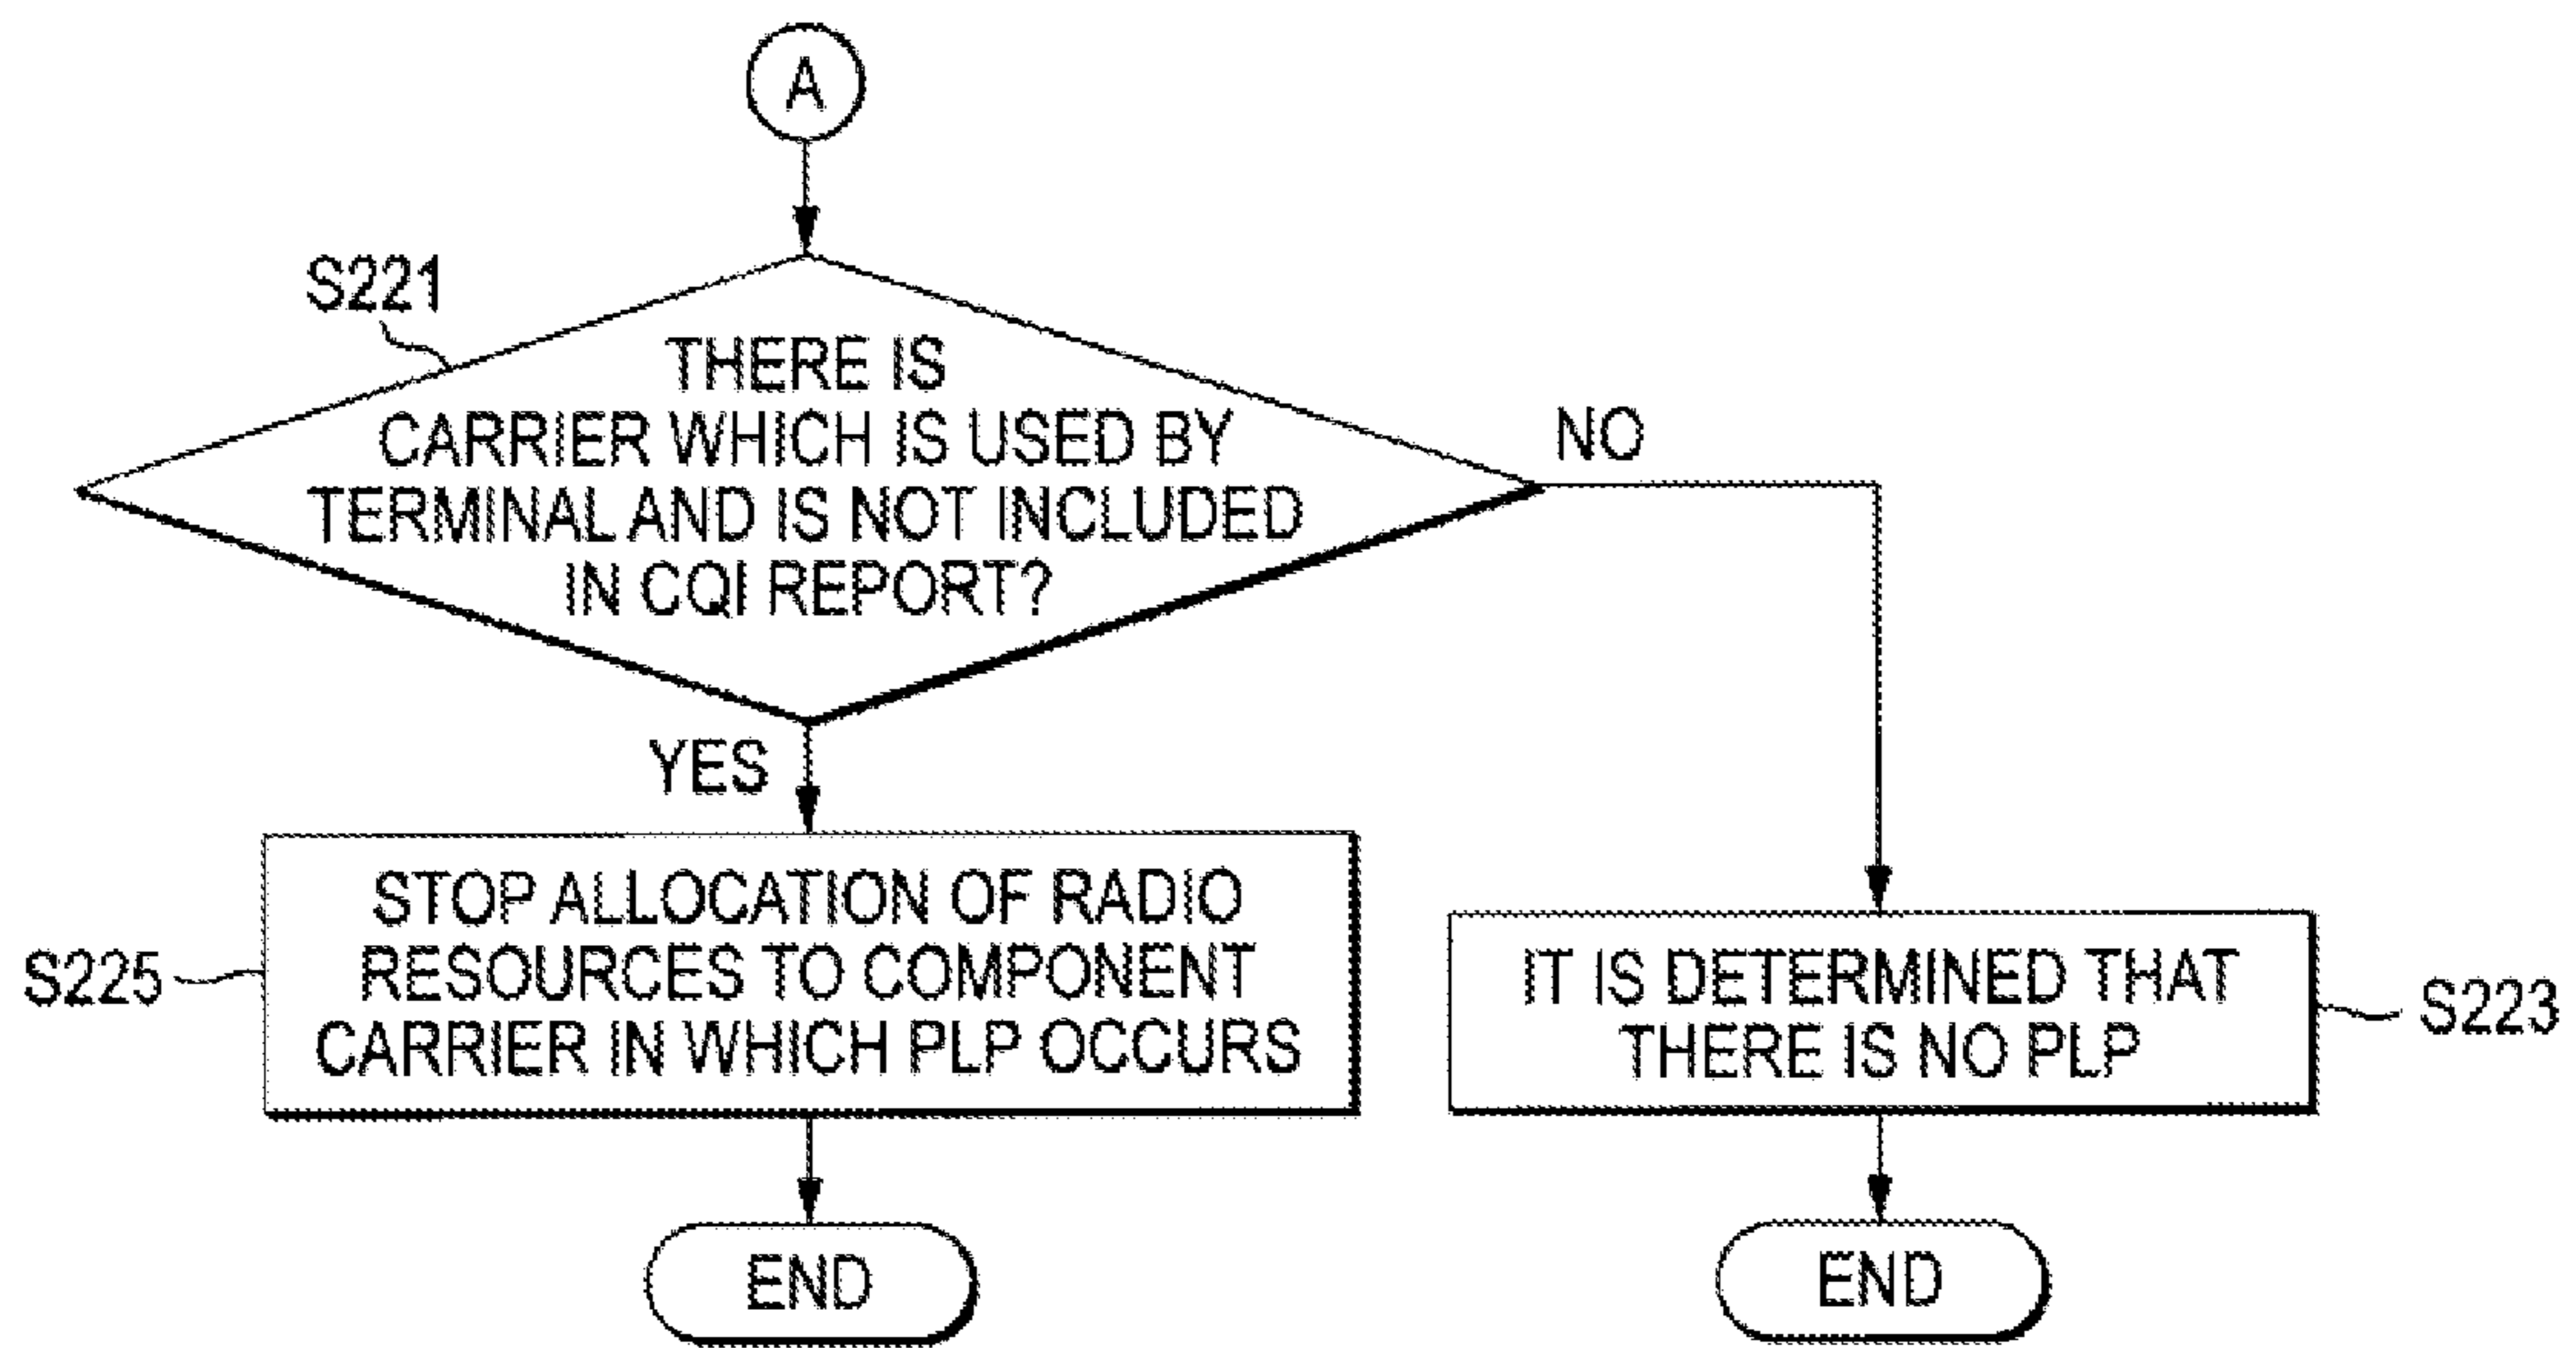 A
S221
THERE IS
CARRIER WHICH IS USED BY
TERMINAL AND IS NOT INCLUDED
IN CQI REPORT?
NO
YES
STOP ALLOCATION OF RADIO
RESOURCES TO COMPONENT
CARRIER IN WHICH PLP OCCURS
S225
IT IS DETERMINED THAT
THERE IS NO PLP
S223
END
END